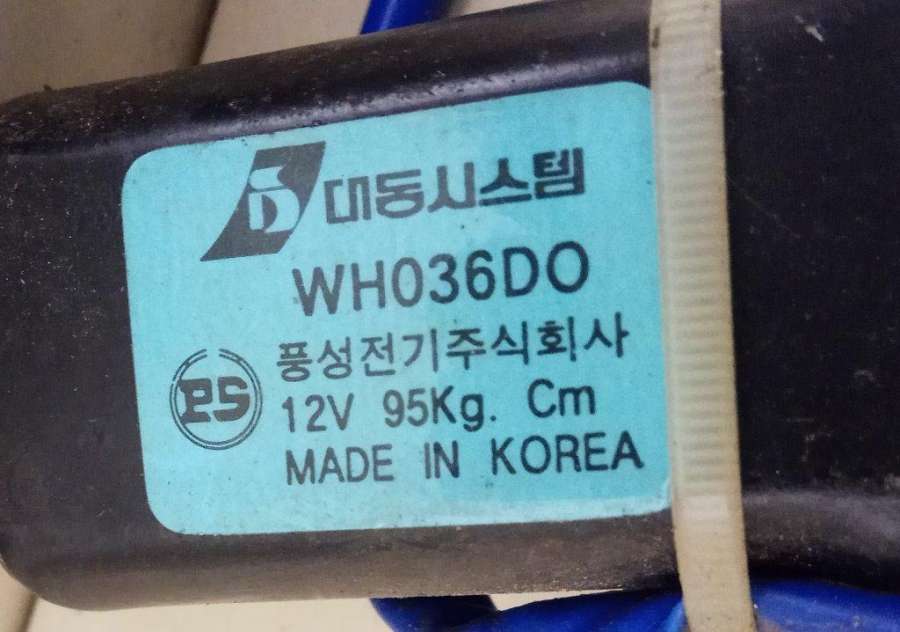 대동시스템
WH036DO
풍성전기주식회사
PS
12V 95Kg. Cm
MADE IN KOREA